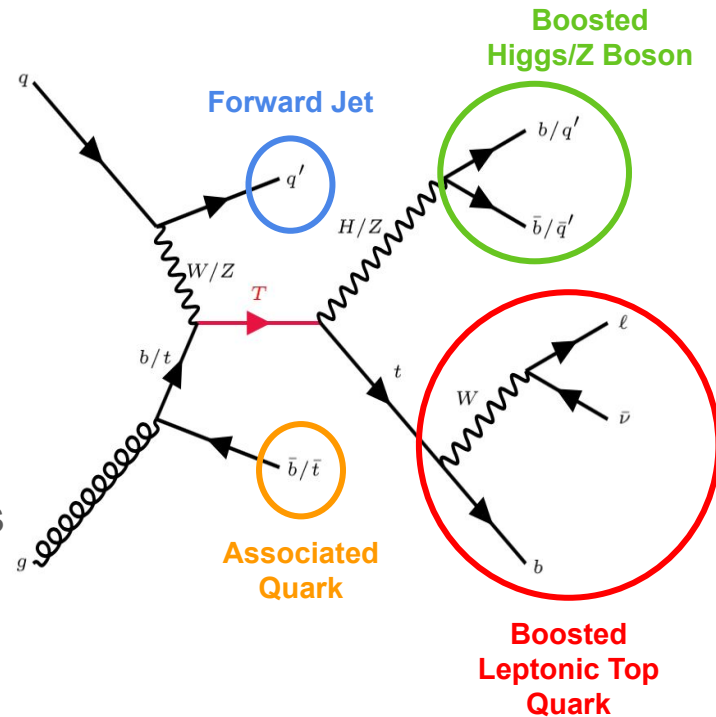 Boosted
Higgs/Z Boson
q
Forward Jet
b/q′
q′
H/Z
b̄/q̄′
W/Z
T
ℓ
b/t
t
W
ν̄
b̄/t̄
s
g
Associated
Quark
b
Boosted
Leptonic Top
Quark